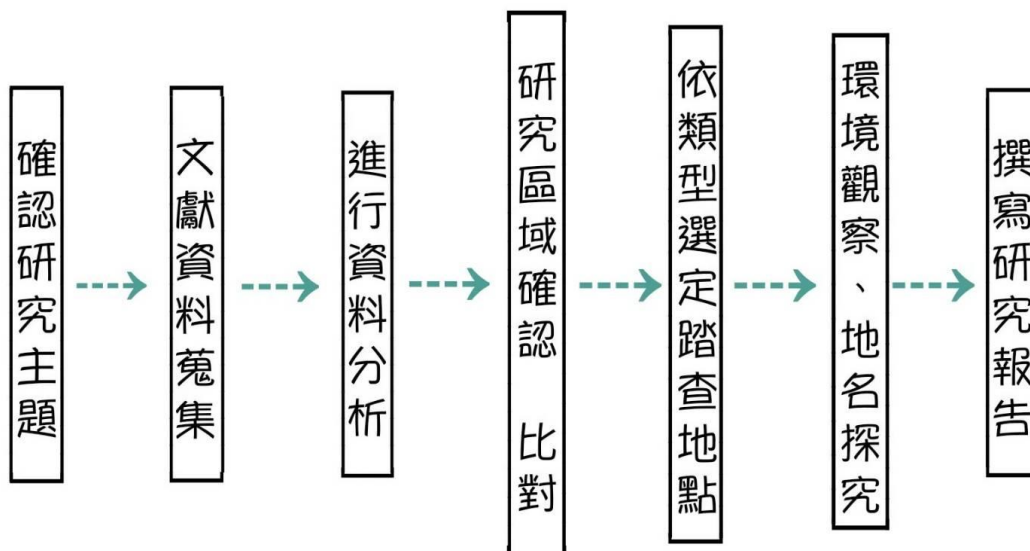 確認研究主題
文獻資料蒐集
進行資料分析
研究區域確認 比對
依類型選定踏查地點
環境觀察、地名探究
撰寫研究報告